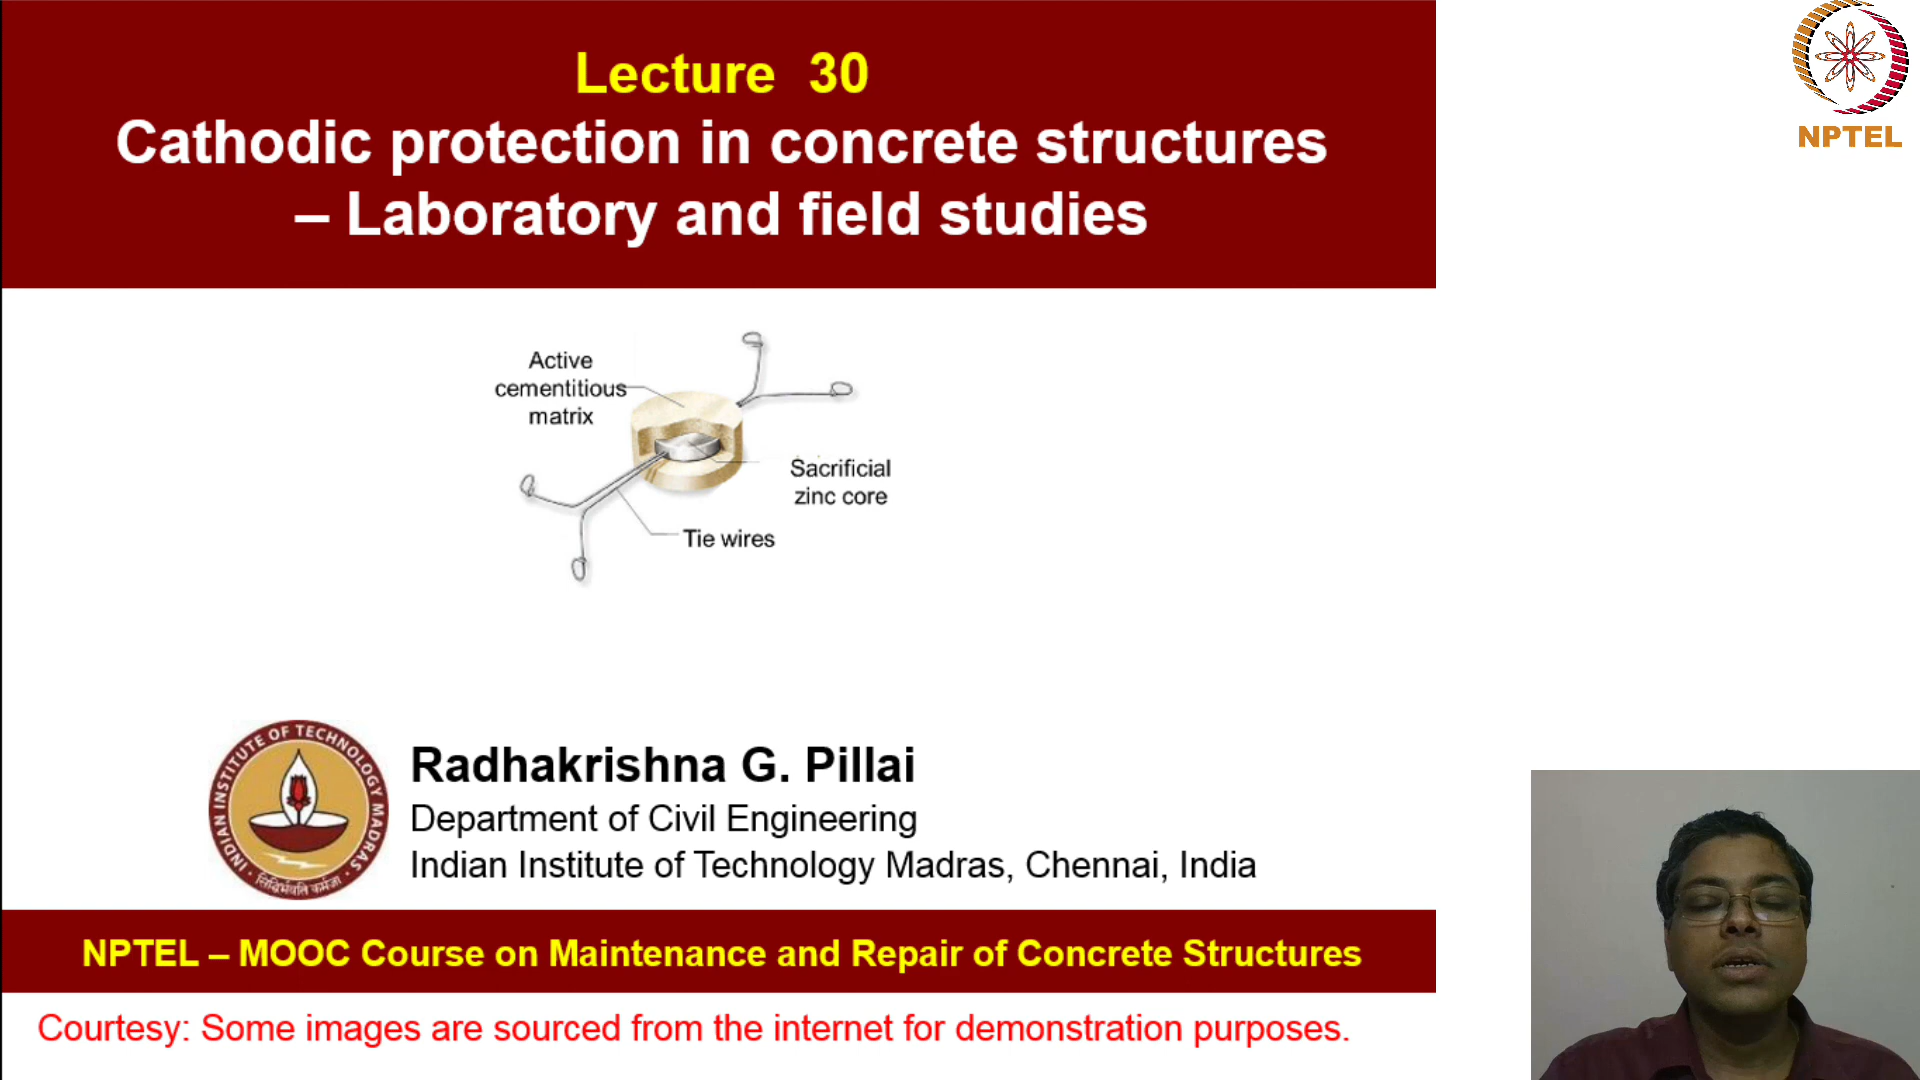 Lecture 30
Cathodic protection in concrete structures
– Laboratory and field studies
NPTEL
Active
cementitious
matrix
Sacrificial
zinc core
Tie wires
INDIAN INSTITUTE OF TECHNOLOGY MADRAS
सिद्धिर्भवति कर्मजा
Radhakrishna G. Pillai
Department of Civil Engineering
Indian Institute of Technology Madras, Chennai, India
NPTEL – MOOC Course on Maintenance and Repair of Concrete Structures
Courtesy: Some images are sourced from the internet for demonstration purposes.